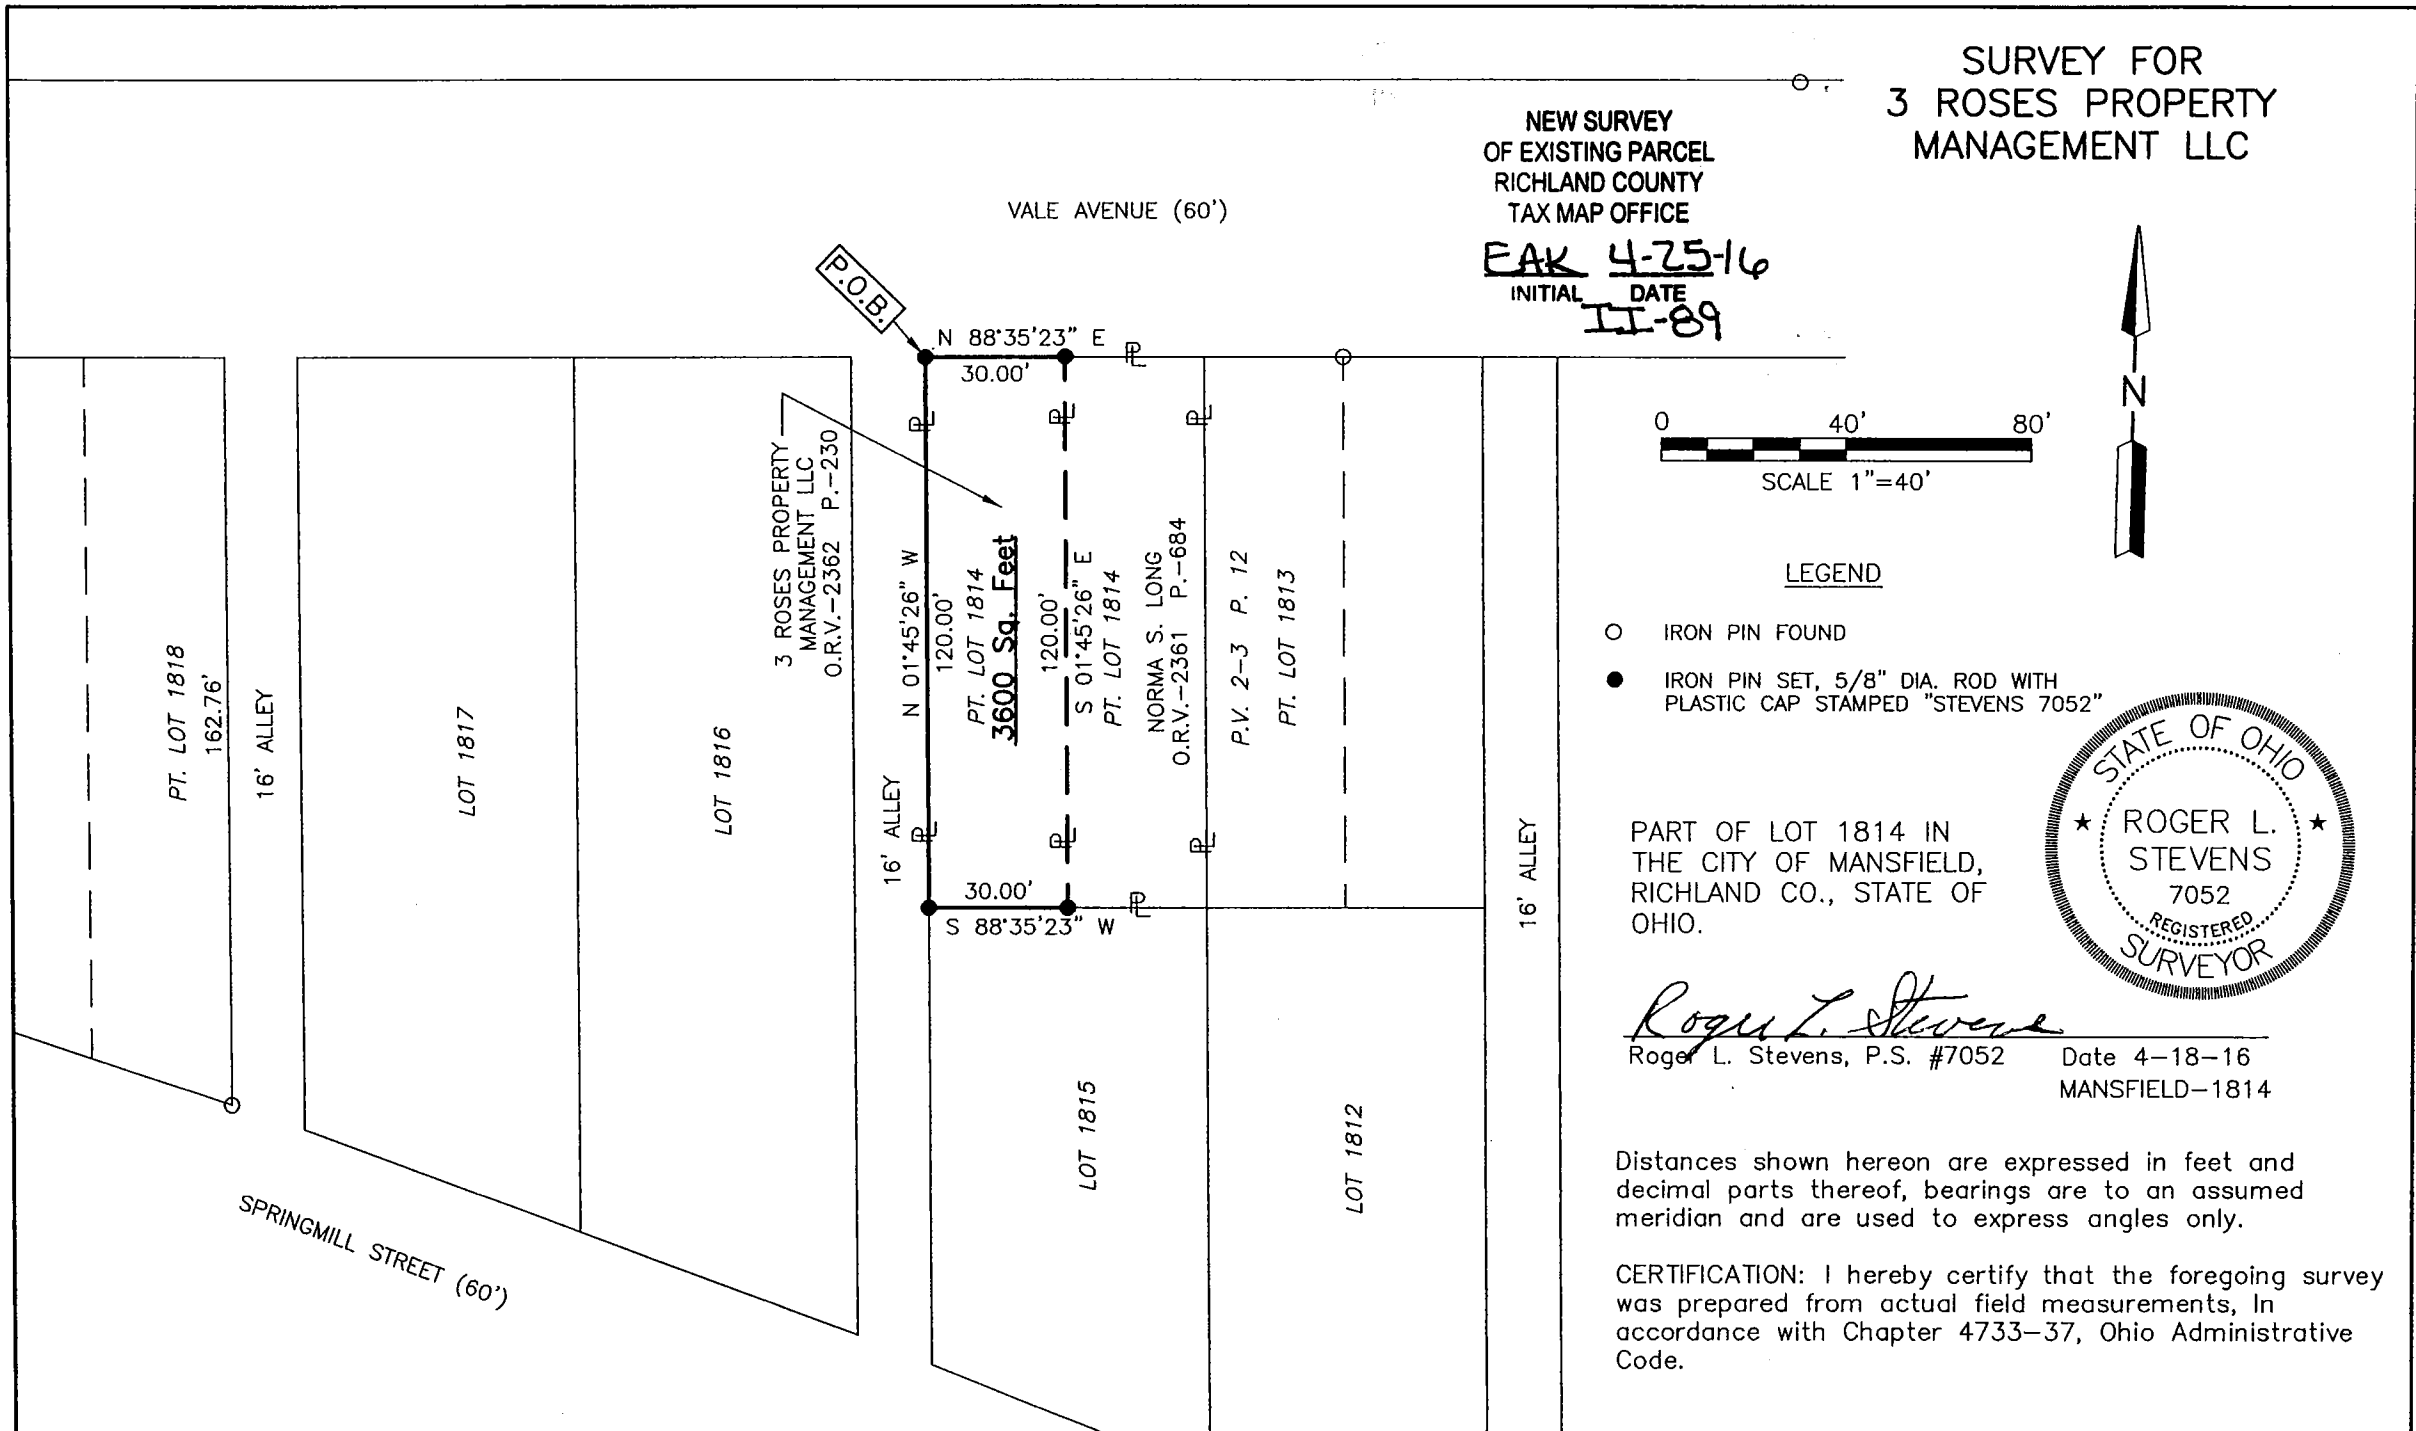 SURVEY FOR
3 ROSES PROPERTY
MANAGEMENT LLC
NEW SURVEY
OF EXISTING PARCEL
RICHLAND COUNTY
TAX MAP OFFICE
EAK 4-25-16
INITIAL DATE
II-89
VALE AVENUE (60')
P.O.B.
N 88°35'23" E
30.00'
PL
PL
PL
PL
3 ROSES PROPERTY
MANAGEMENT LLC
O.R.V.-2362 P.-230
N 01°45'26" W
120.00'
PT. LOT 1814
3600 Sq. Feet
120.00'
S 01°45'26" E
PT. LOT 1814
NORMA S. LONG
O.R.V.-2361 P.-684
P.V. 2-3 P. 12
PT. LOT 1813
PT. LOT 1818
162.76'
16' ALLEY
LOT 1817
LOT 1816
16' ALLEY
PL
PL
PL
PL
30.00'
S 88°35'23" W
16' ALLEY
LOT 1815
LOT 1812
SPRINGMILL STREET (60')
N
0 40' 80'
SCALE 1"=40'
LEGEND
IRON PIN FOUND
IRON PIN SET, 5/8" DIA. ROD WITH
PLASTIC CAP STAMPED "STEVENS 7052"
STATE OF OHIO
ROGER L.
STEVENS
7052
REGISTERED
SURVEYOR
PART OF LOT 1814 IN
THE CITY OF MANSFIELD,
RICHLAND CO., STATE OF
OHIO.
Roger L. Stevens
Roger L. Stevens, P.S. #7052 Date 4-18-16
MANSFIELD-1814
Distances shown hereon are expressed in feet and
decimal parts thereof, bearings are to an assumed
meridian and are used to express angles only.
CERTIFICATION: I hereby certify that the foregoing survey
was prepared from actual field measurements, In
accordance with Chapter 4733-37, Ohio Administrative
Code.